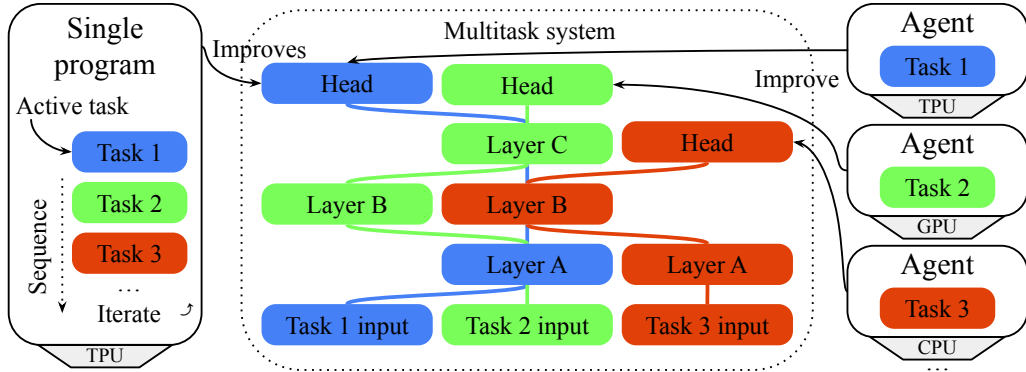 Single
program
Active task
Task 1
Task 2
Task 3
...
Sequence
Iterate
TPU
Improves
Multitask system
Head
Head
Layer C
Head
Layer B
Layer B
Layer A
Layer A
Task 1 input
Task 2 input
Task 3 input
Improve
Agent
Task 1
TPU
Agent
Task 2
GPU
Agent
Task 3
CPU
...